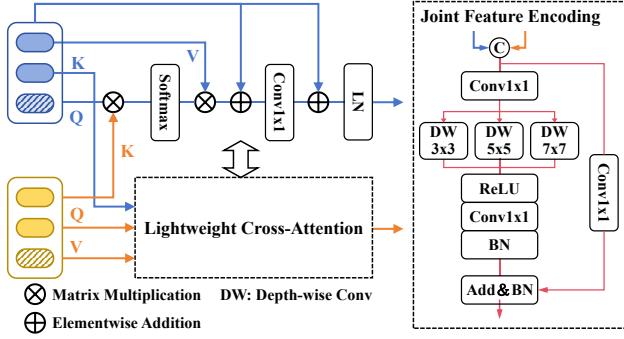 Joint Feature Encoding
C
V
K
Q
K
Softmax
Conv1x1
LN
Conv1x1
DW
3x3
DW
5x5
DW
7x7
Conv1x1
Q
V
Lightweight Cross-Attention
ReLU
Conv1x1
BN
Add&BN
Matrix Multiplication
DW: Depth-wise Conv
Elementwise Addition